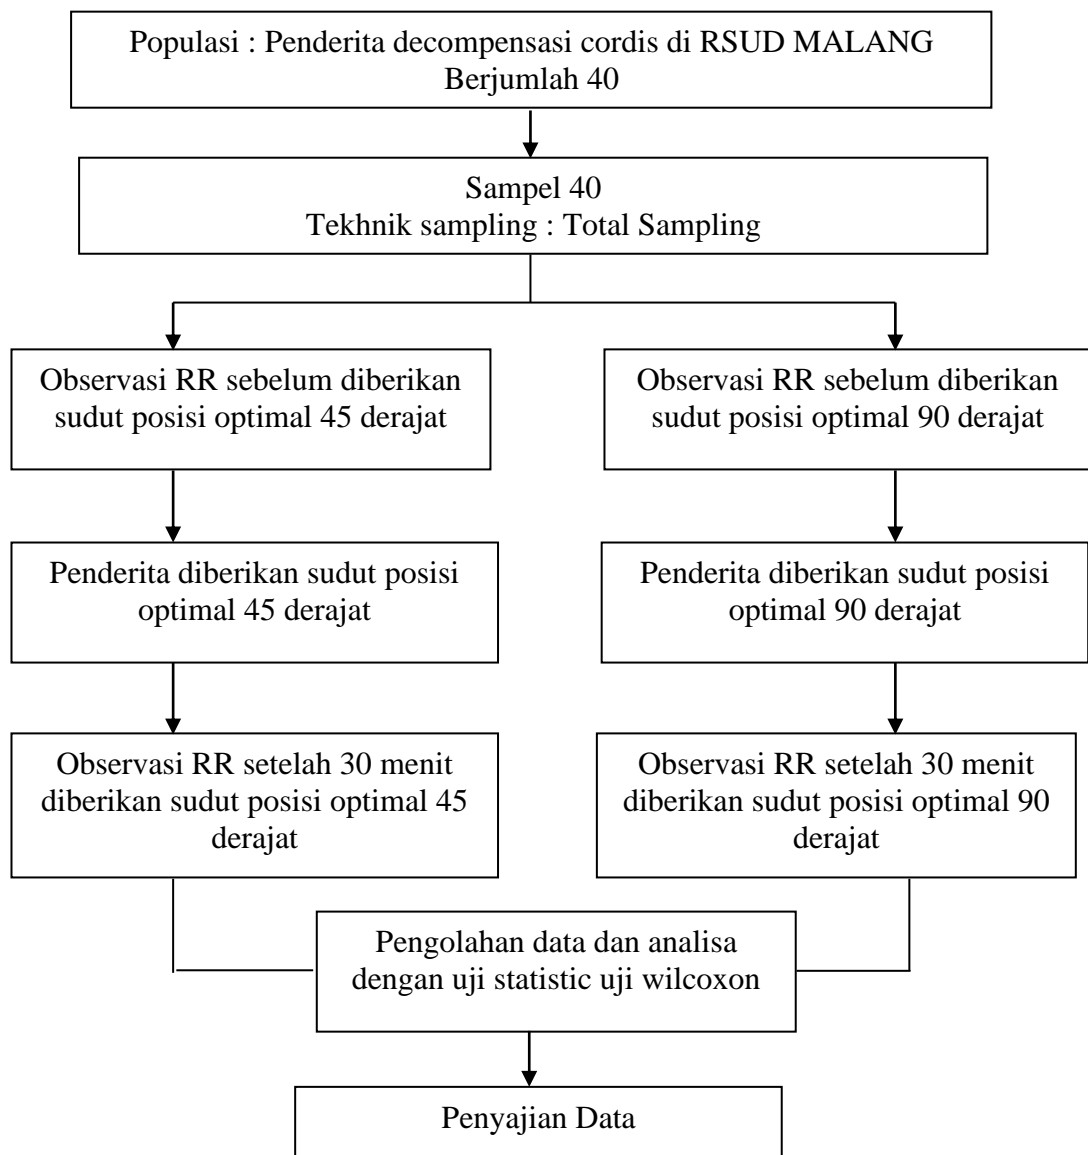 Populasi : Penderita decompensasi cordis di RSUD MALANG
Berjumlah 40
Sampel 40
Tekhnik sampling : Total Sampling
Observasi RR sebelum diberikan
sudut posisi optimal 45 derajat
Observasi RR sebelum diberikan
sudut posisi optimal 90 derajat
Penderita diberikan sudut posisi
optimal 45 derajat
Penderita diberikan sudut posisi
optimal 90 derajat
Observasi RR setelah 30 menit
diberikan sudut posisi optimal 45
derajat
Observasi RR setelah 30 menit
diberikan sudut posisi optimal 90
derajat
Pengolahan data dan analisa
dengan uji statistic uji wilcoxon
Penyajian Data